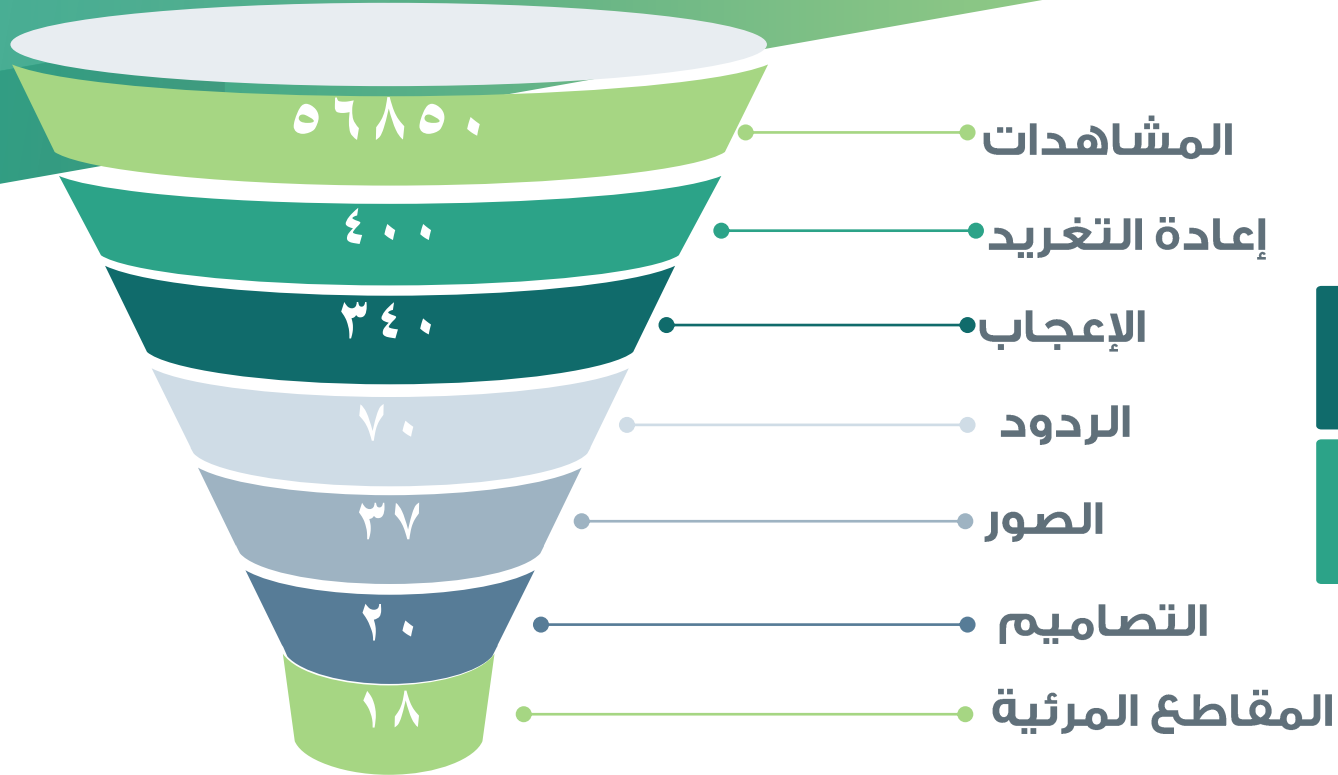 المشاهدات
٥٦٨٥٠
إعادة التغريد
٤٠٠
الإعجاب
٣٤٠
الردود
٧٠
الصور
٣٧
التصاميم
٢٠
المقاطع المرئية
١٨